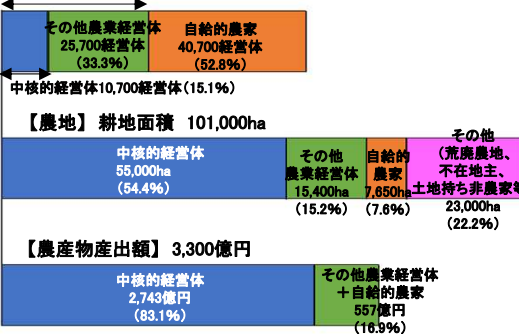 その他農業経営体
25,700経営体
(33.3%)
自給的農家
40,700経営体
(52.8%)
中核的経営体10,700経営体(15.1%)
【農地】 耕地面積 101,000ha
中核的経営体
55,000ha
(54.4%)
その他
農業経営体
15,400ha
(15.2%)
自給的
農家
7,650ha
(7.6%)
その他
(荒廃農地、
不在地主、
土地持ち非農家等
23,000ha
(22.2%)
【農産物産出額】 3,300億円
中核的経営体
2,743億円
(83.1%)
その他農業経営体
+自給的農家
557億円
(16.9%)